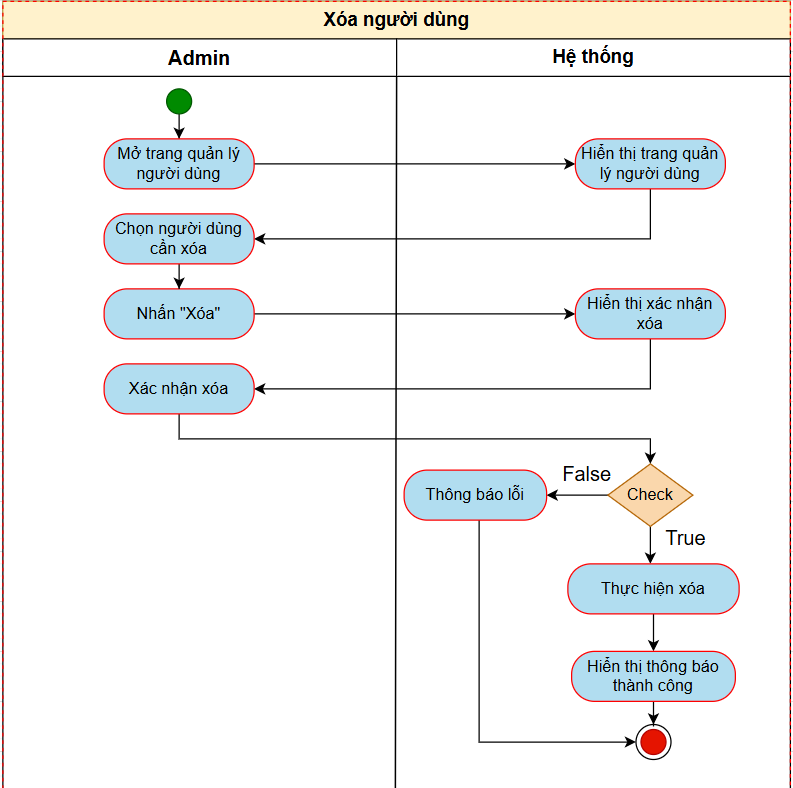 Xóa người dùng
Admin
Hệ thống
Mở trang quản lý
người dùng
Hiển thị trang quản
lý người dùng
Chọn người dùng
cần xóa
Nhấn "Xóa"
Hiển thị xác nhận
xóa
Xác nhận xóa
False
Thông báo lỗi
Check
True
Thực hiện xóa
Hiển thị thông báo
thành công